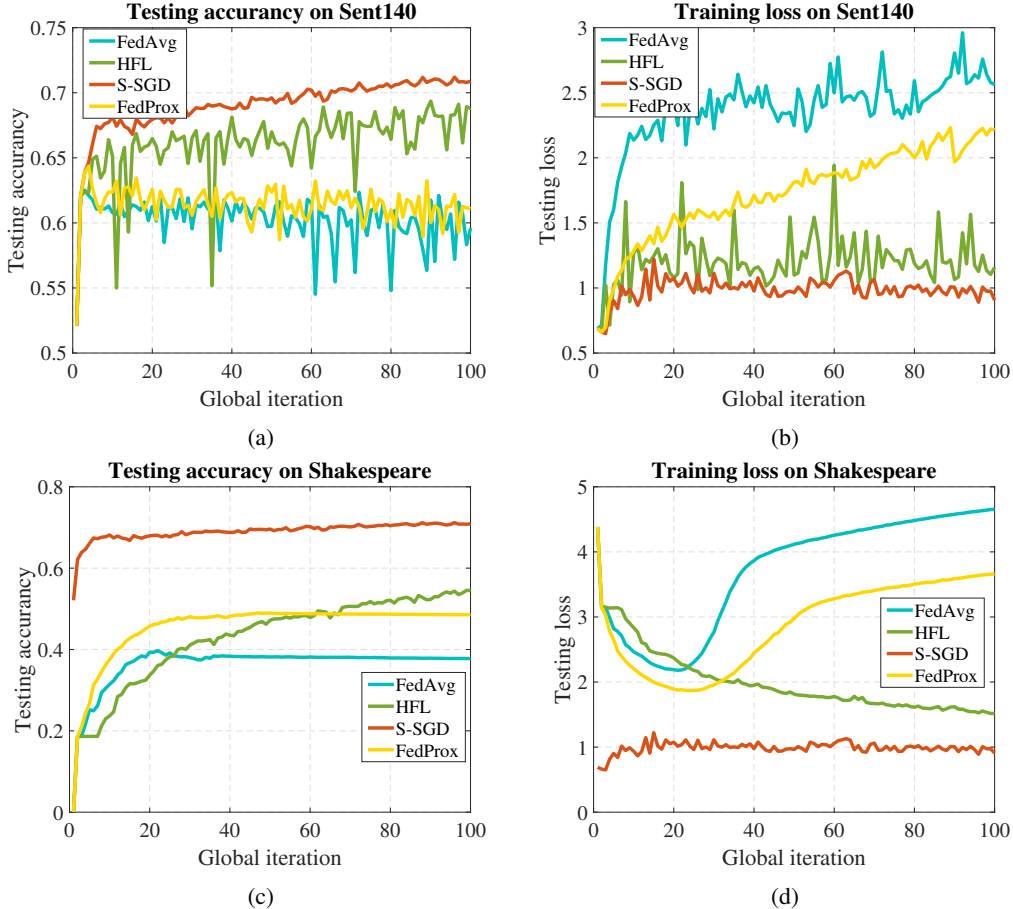 Testing accurancy on Sent140
0.75
0.7
0.65
0.6
0.55
0.5
Testing accurancy
FedAvg
HFL
S-SGD
FedProx
0 20 40 60 80 100
Global iteration
(a)
Training loss on Sent140
3
2.5
2
1.5
1
0.5
Testing loss
FedAvg
HFL
S-SGD
FedProx
0 20 40 60 80 100
Global iteration
(b)
Testing accuracy on Shakespeare
0.8
0.6
0.4
0.2
0
Testing accurancy
FedAvg
HFL
S-SGD
FedProx
0 20 40 60 80 100
Global iteration
(c)
Training loss on Shakespeare
5
4
3
2
1
0
Testing loss
FedAvg
HFL
S-SGD
FedProx
0 20 40 60 80 100
Global iteration
(d)